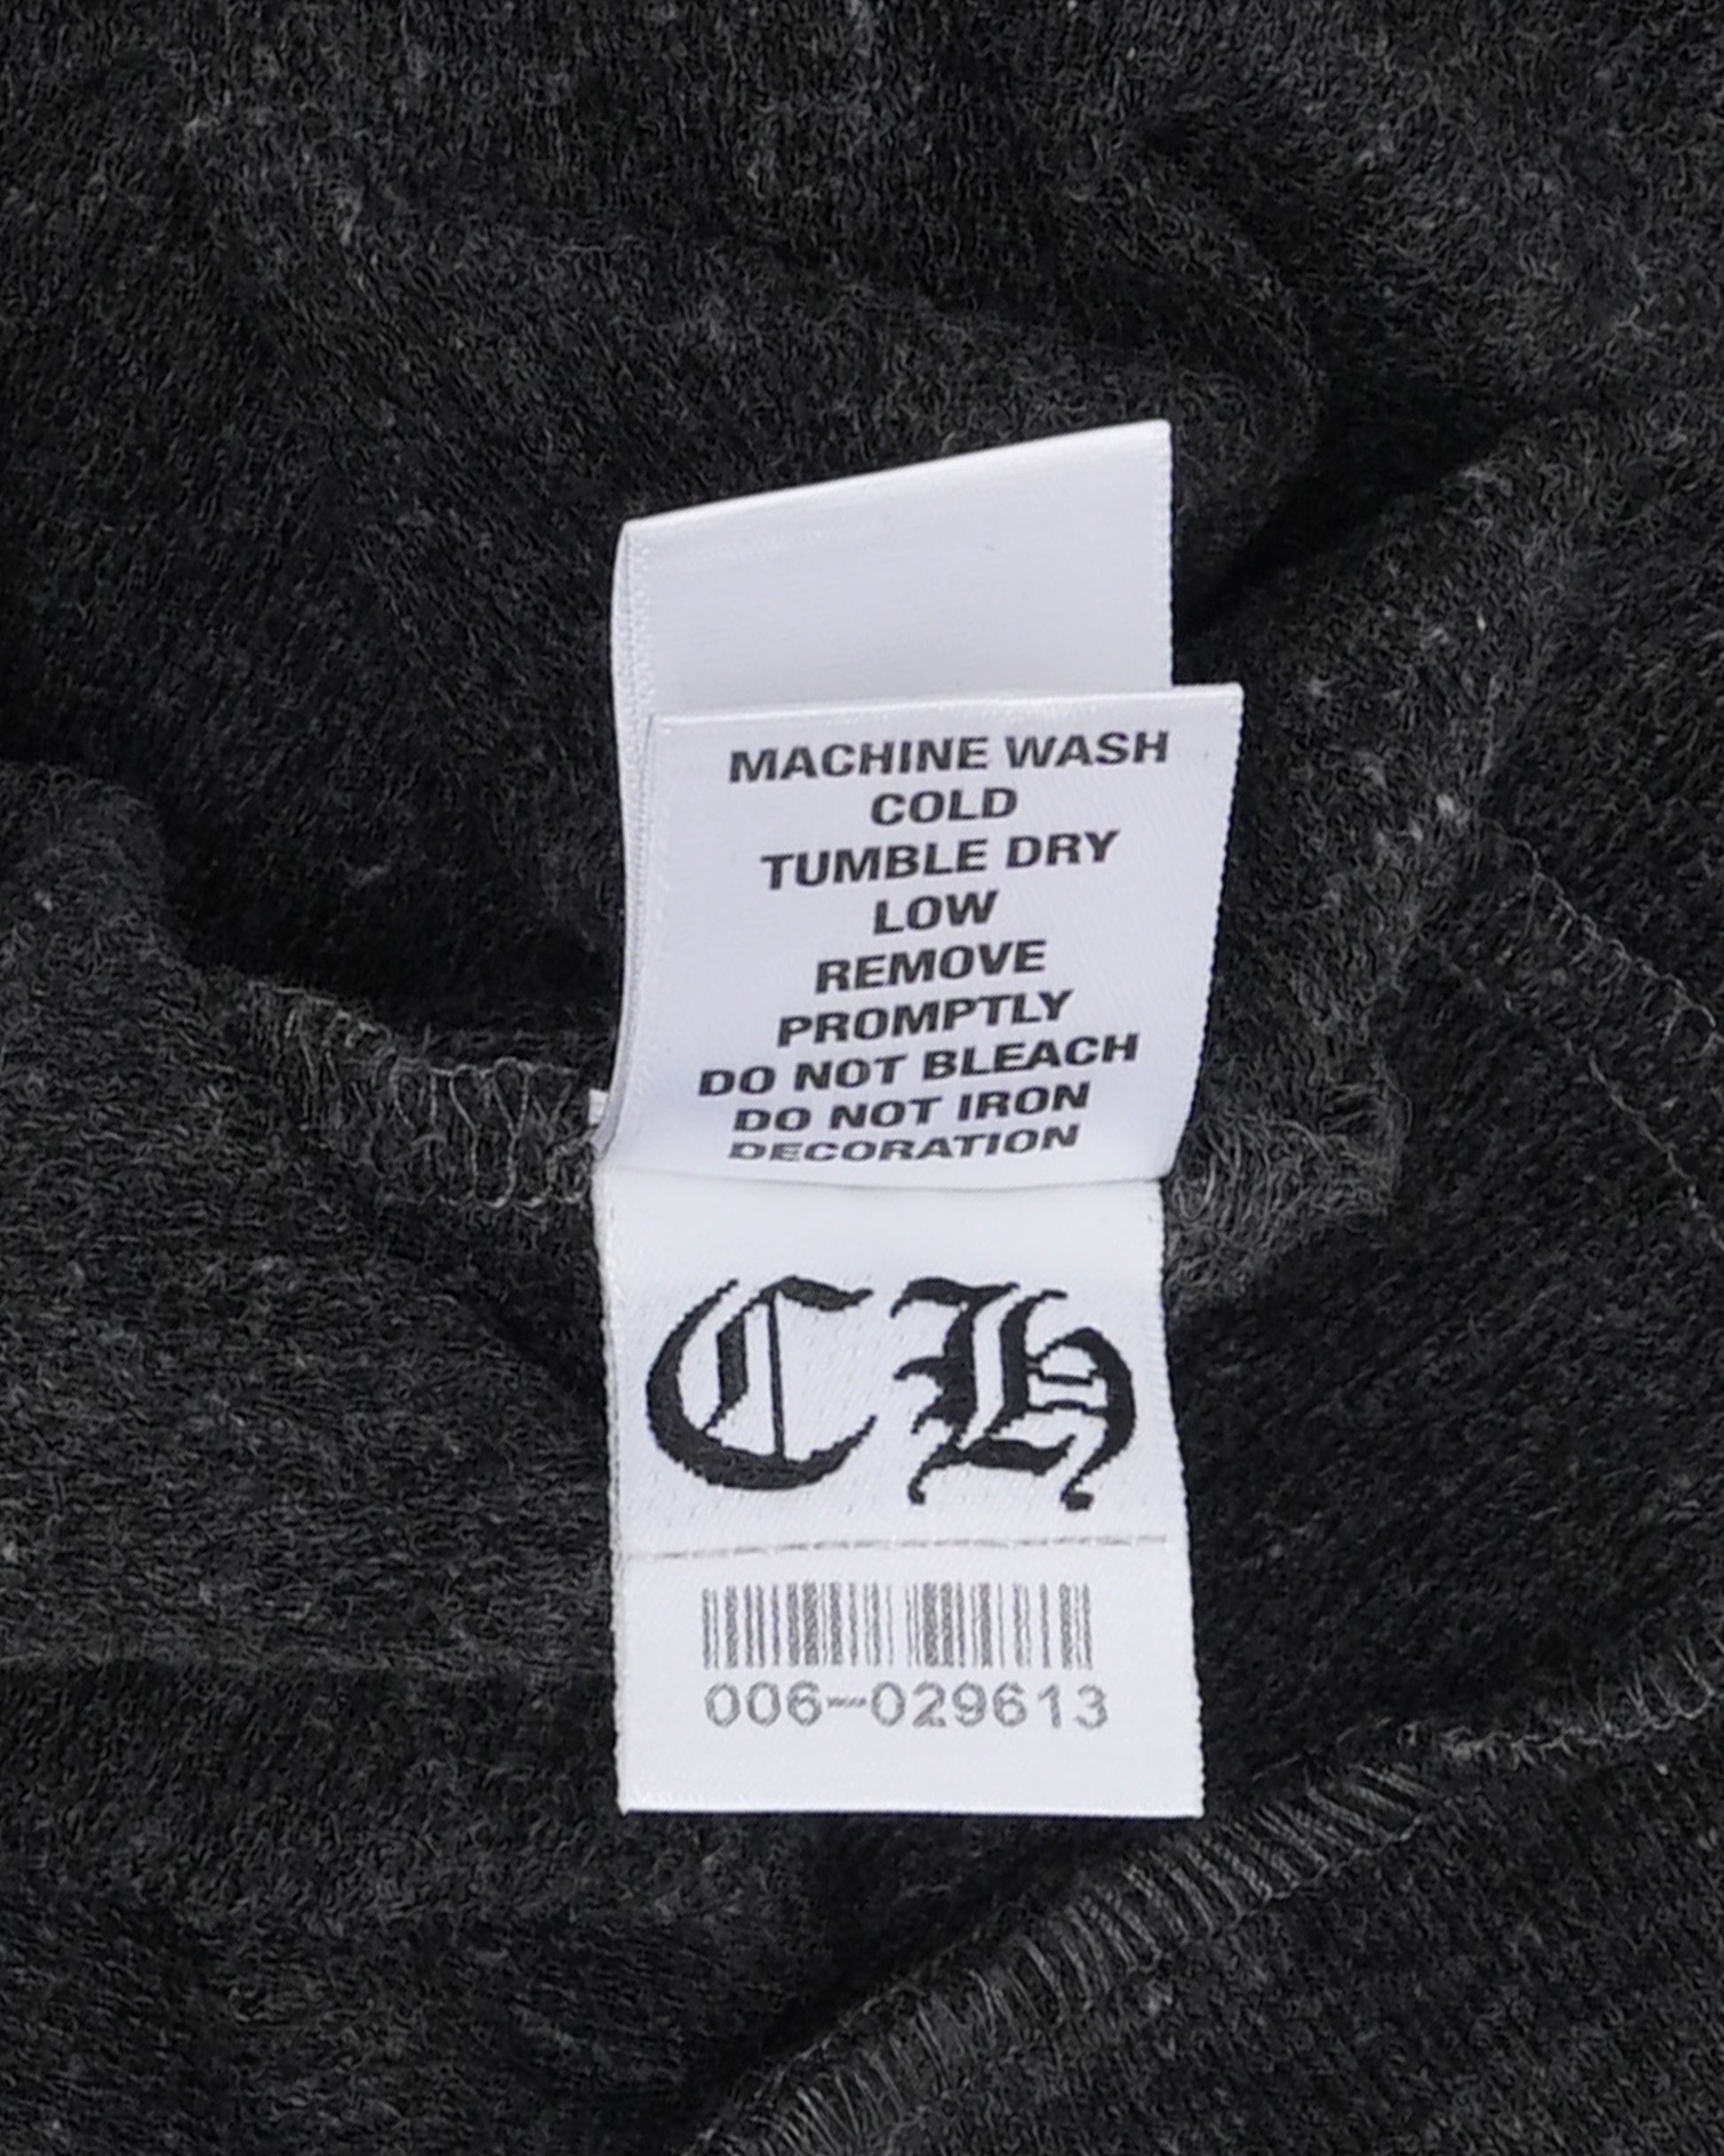 MACHINE WASH
COLD
TUMBLE DRY
LOW
REMOVE
PROMPTLY
DO NOT BLEACH
DO NOT IRON
DECORATION
CH
006-029613